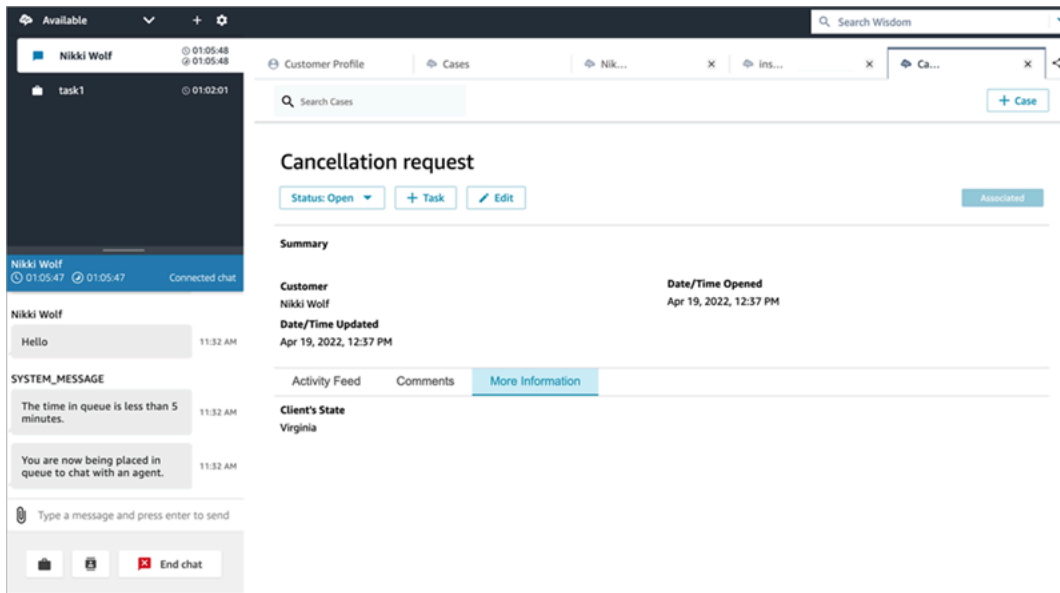 Available
Search Wisdom
Nikki Wolf
01:05:48
01:05:48
task1
01:02:01
Customer Profile
Cases
Nik...
ins...
Ca...
Search Cases
+ Case
Cancellation request
Status: Open
+ Task
Edit
Associated
Summary
Customer
Nikki Wolf
Date/Time Opened
Apr 19, 2022, 12:37 PM
Date/Time Updated
Apr 19, 2022, 12:37 PM
Activity Feed
Comments
More Information
Client's State
Virginia
Nikki Wolf
01:05:47 01:05:47 Connected chat
Nikki Wolf
Hello
11:32 AM
SYSTEM_MESSAGE
The time in queue is less than 5
minutes.
11:32 AM
You are now being placed in
queue to chat with an agent.
11:32 AM
Type a message and press enter to send
End chat